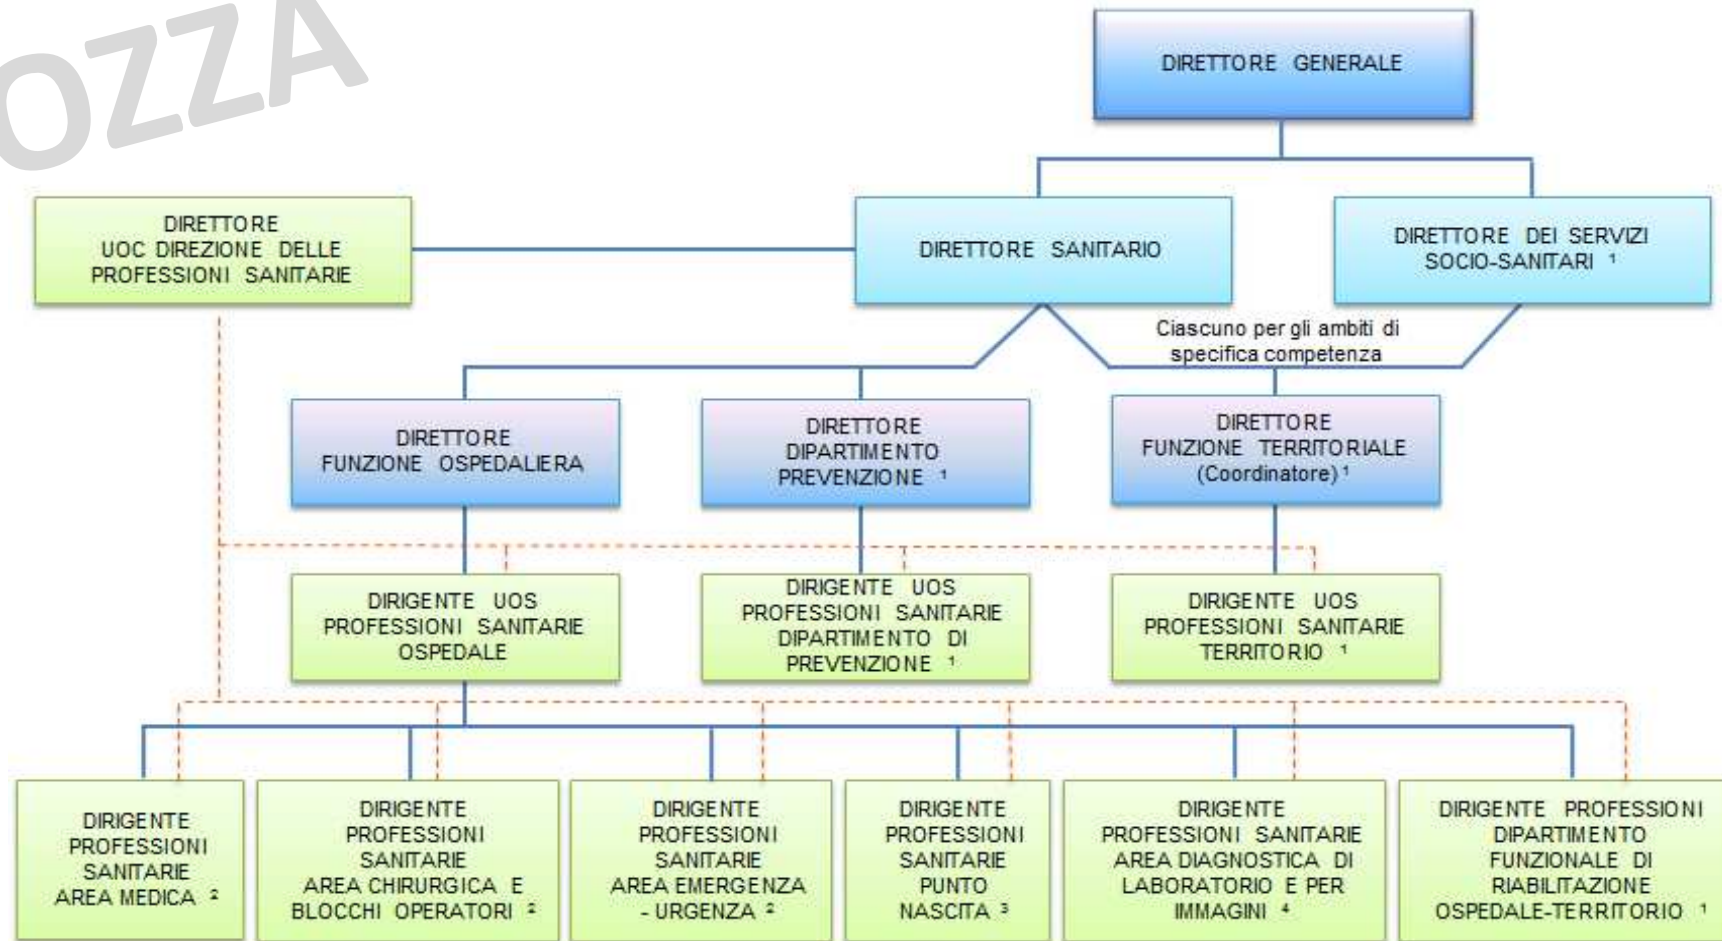 OZZA
DIRETTORE GENERALE
DIRETTORE
UOC DIREZIONE DELLE
PROFESSIONI SANITARIE
DIRETTORE SANITARIO
DIRETTORE DEI SERVIZI
SOCIO-SANITARI ¹
Ciascuno per gli ambiti di
specifica competenza
DIRETTORE
FUNZIONE OSPEDALIERA
DIRETTORE
DIPARTIMENTO
PREVENZIONE ¹
DIRETTORE
FUNZIONE TERRITORIALE
(Coordinatore) ¹
DIRIGENTE UOS
PROFESSIONI SANITARIE
OSPEDALE
DIRIGENTE UOS
PROFESSIONI SANITARIE
DIPARTIMENTO DI
PREVENZIONE ¹
DIRIGENTE UOS
PROFESSIONI SANITARIE
TERRITORIO ¹
DIRIGENTE
PROFESSIONI
SANITARIE
AREA MEDICA ²
DIRIGENTE
PROFESSIONI
SANITARIE
AREA CHIRURGICA E
BLOCCHI OPERATORI ²
DIRIGENTE
PROFESSIONI
SANITARIE
AREA EMERGENZA
- URGENZA ²
DIRIGENTE
PROFESSIONI
SANITARIE
PUNTO
NASCITA ³
DIRIGENTE
PROFESSIONI SANITARIE
AREA DIAGNOSTICA DI
LABORATORIO E PER
IMMAGINI ⁴
DIRIGENTE PROFESSIONI
DIPARTIMENTO
FUNZIONALE DI
RIABILITAZIONE
OSPEDALE-TERRITORIO ¹